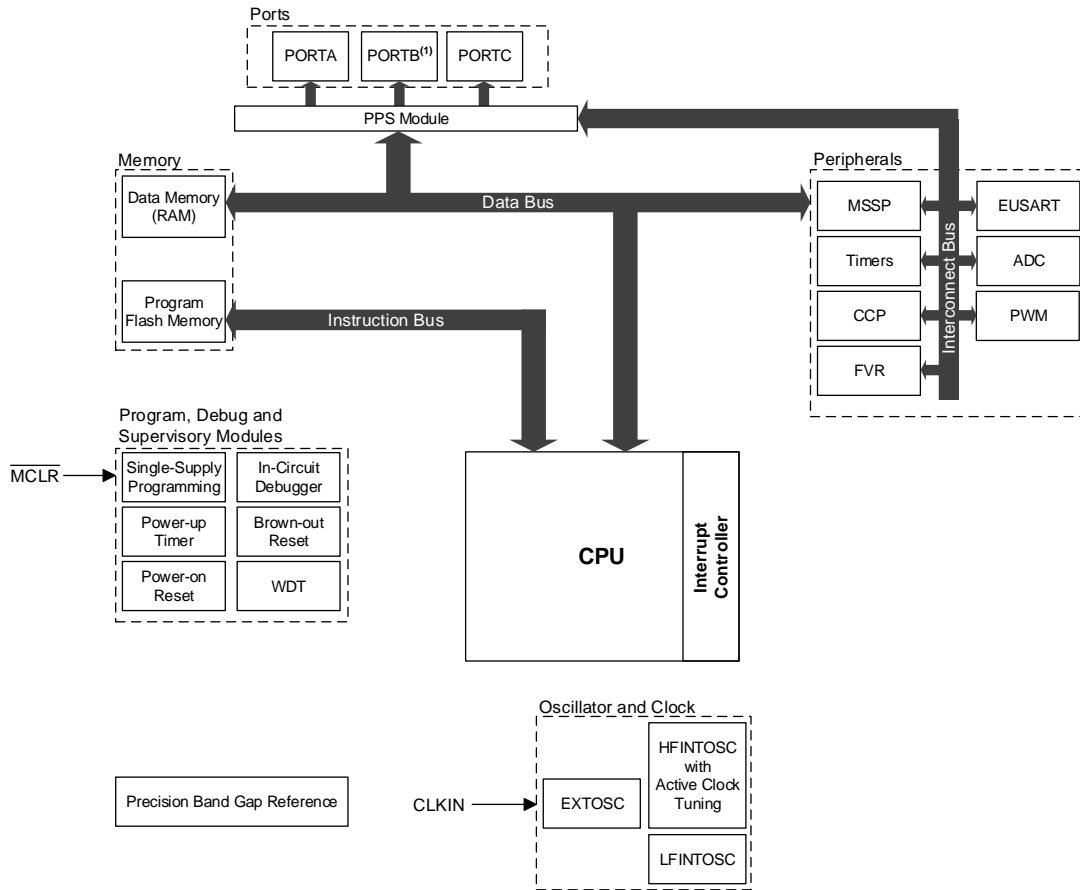 Ports
PORTA
PORTB(1)
PORTC
PPS Module
Memory
Data Memory
(RAM)
Data Bus
Program
Flash Memory
Instruction Bus
Peripherals
MSSP
EUSART
Timers
ADC
CCP
PWM
FVR
Interconnect Bus
Program, Debug and
Supervisory Modules
MCLR
Single-Supply
Programming
In-Circuit
Debugger
Power-up
Timer
Brown-out
Reset
Power-on
Reset
WDT
CPU
Interrupt
Controller
Oscillator and Clock
HFINTOSC
with
Active Clock
Tuning
EXTOSC
CLKIN
LFINTOSC
Precision Band Gap Reference